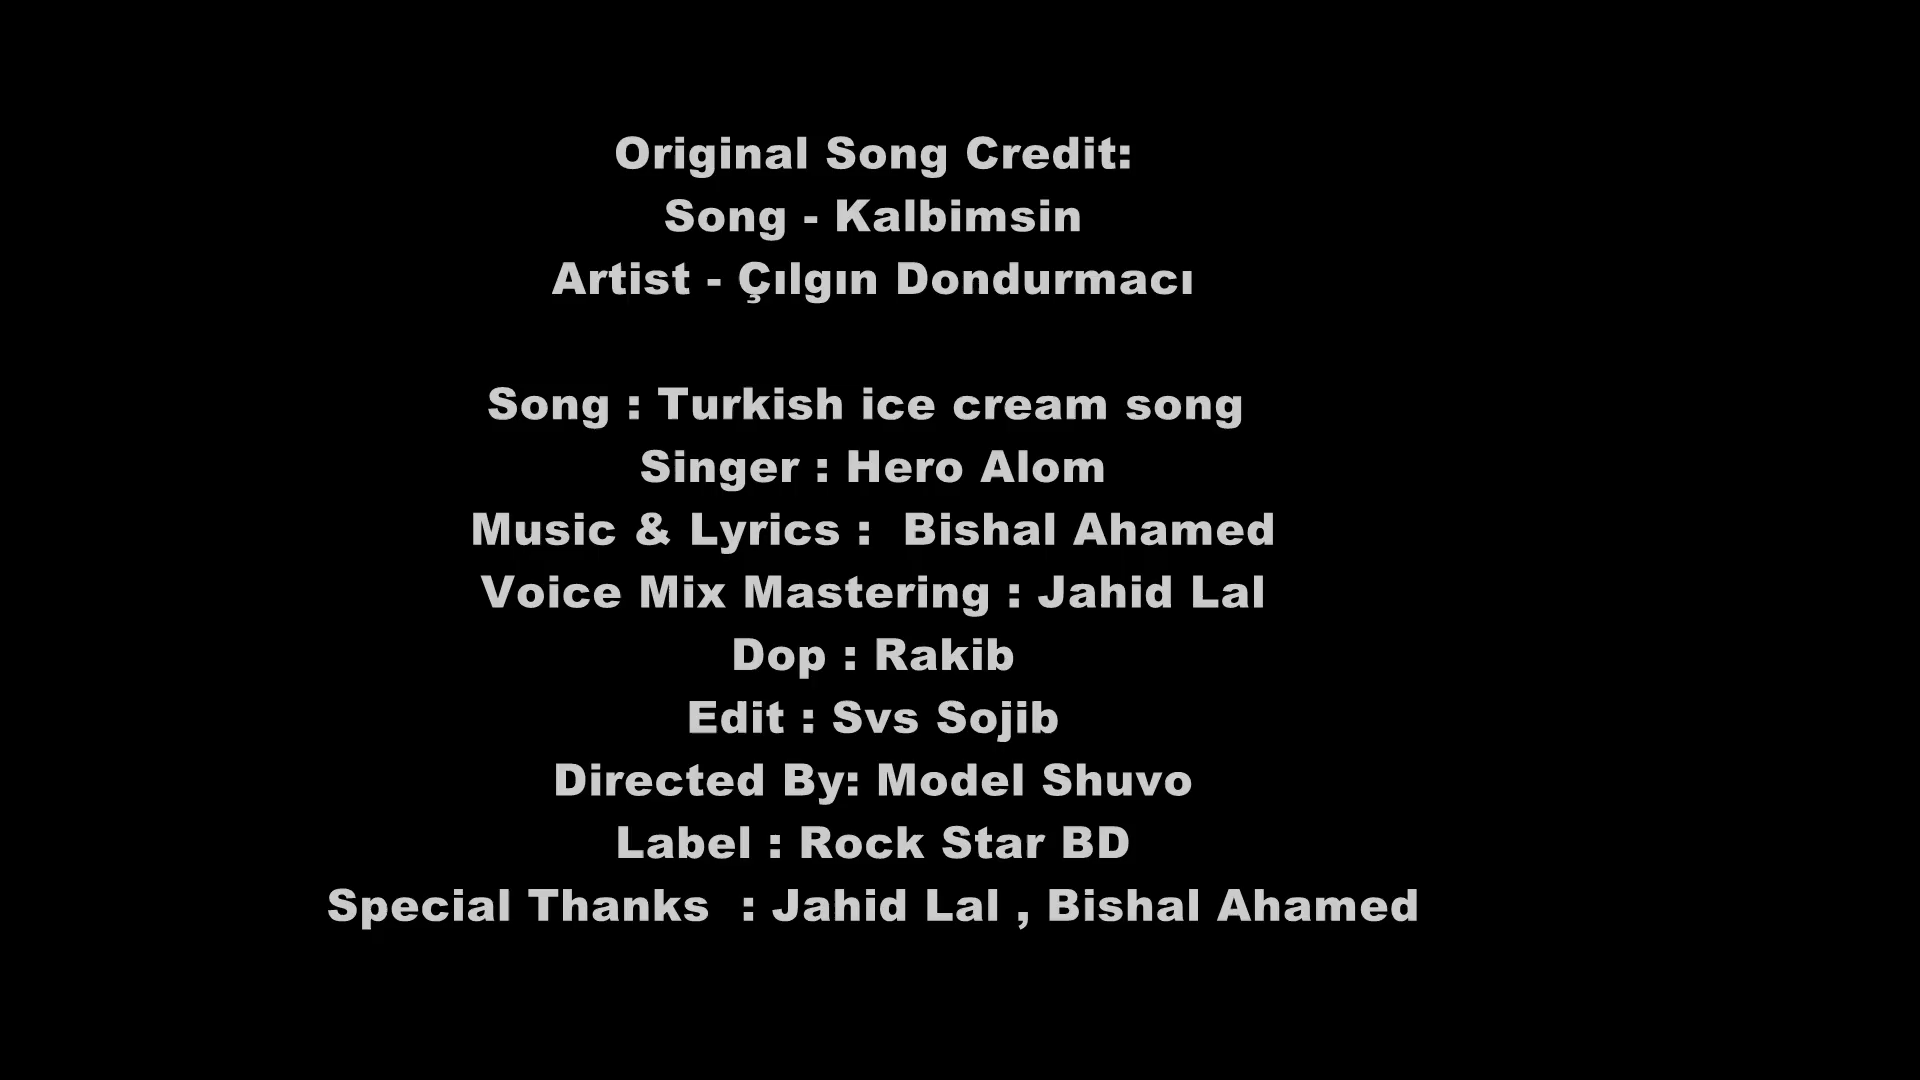 Original Song Credit:
Song - Kalbimsin
Artist - Çılgın Dondurmacı
Song : Turkish ice cream song
Singer : Hero Alom
Music & Lyrics :  Bishal Ahamed
Voice Mix Mastering : Jahid Lal
Dop : Rakib
Edit : Svs Sojib
Directed By: Model Shuvo
Label : Rock Star BD
Special Thanks  : Jahid Lal , Bishal Ahamed